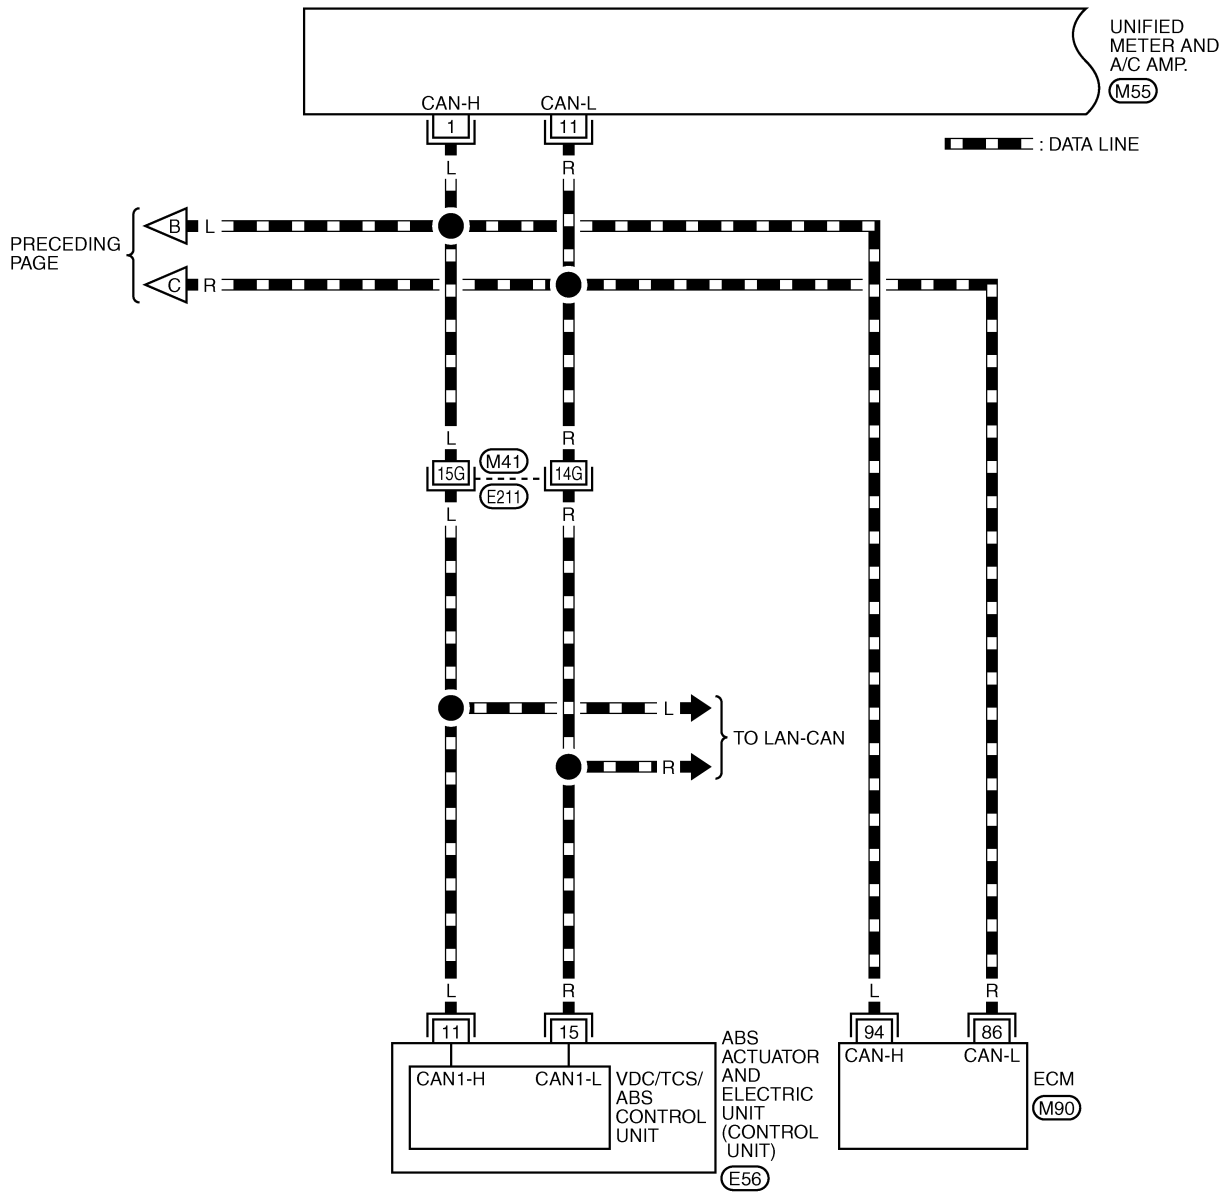 UNIFIED
METER AND
A/C AMP.
M55
CAN-H CAN-L
1 11
: DATA LINE
L R
B L
PRECEDING
PAGE
C R
L R
15G M41 14G
E211
L R
L
TO LAN-CAN
R
L R L R
11 15 94 86
ABS
ACTUATOR
AND
ELECTRIC
UNIT
(CONTROL
UNIT)
E56
CAN1-H CAN1-L
VDC/TCS/
ABS
CONTROL
UNIT
CAN-H CAN-L
ECM
M90